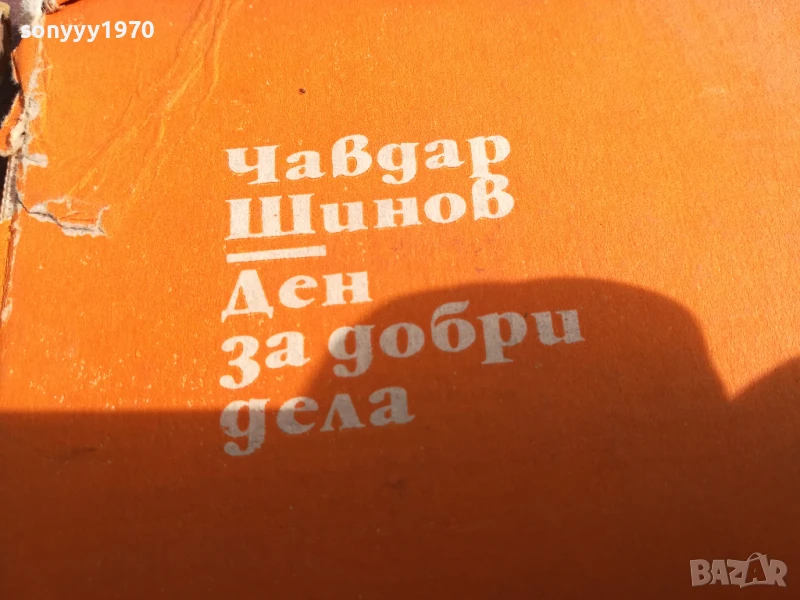 sonyyy1970
Чавдар
Шинов
Ден
за добри
дела
BAZAR